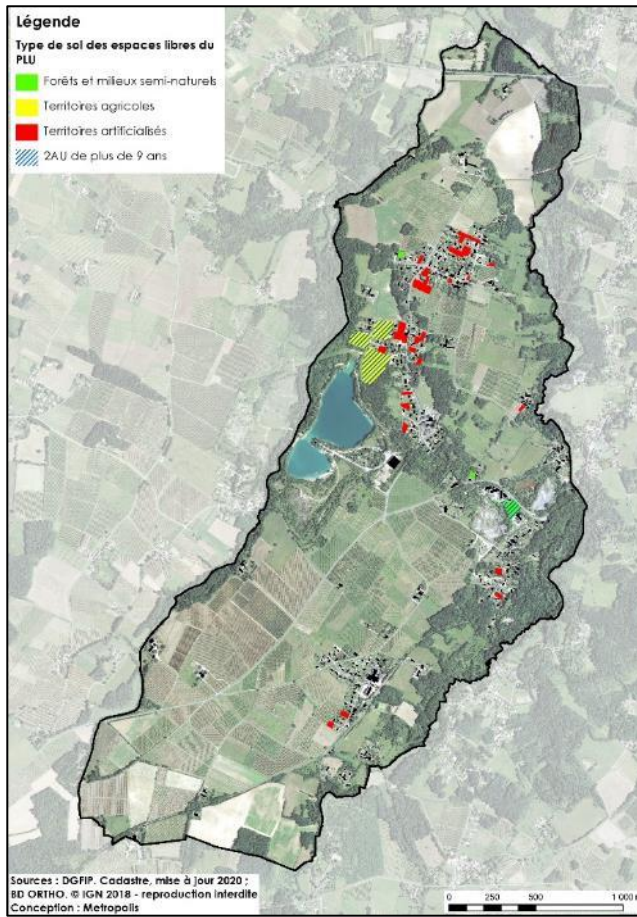 Légende
Type de sol des espaces libres du
PLU
Forêts et milieux semi-naturels
Territoires agricoles
Territoires artificialisés
2AU de plus de 9 ans
Sources : DGFIP. Cadastre, mise à jour 2020 ;
BD ORTHO. © IGN 2018 - reproduction interdite
Conception : Metropolis
0 250 500 1 000 m